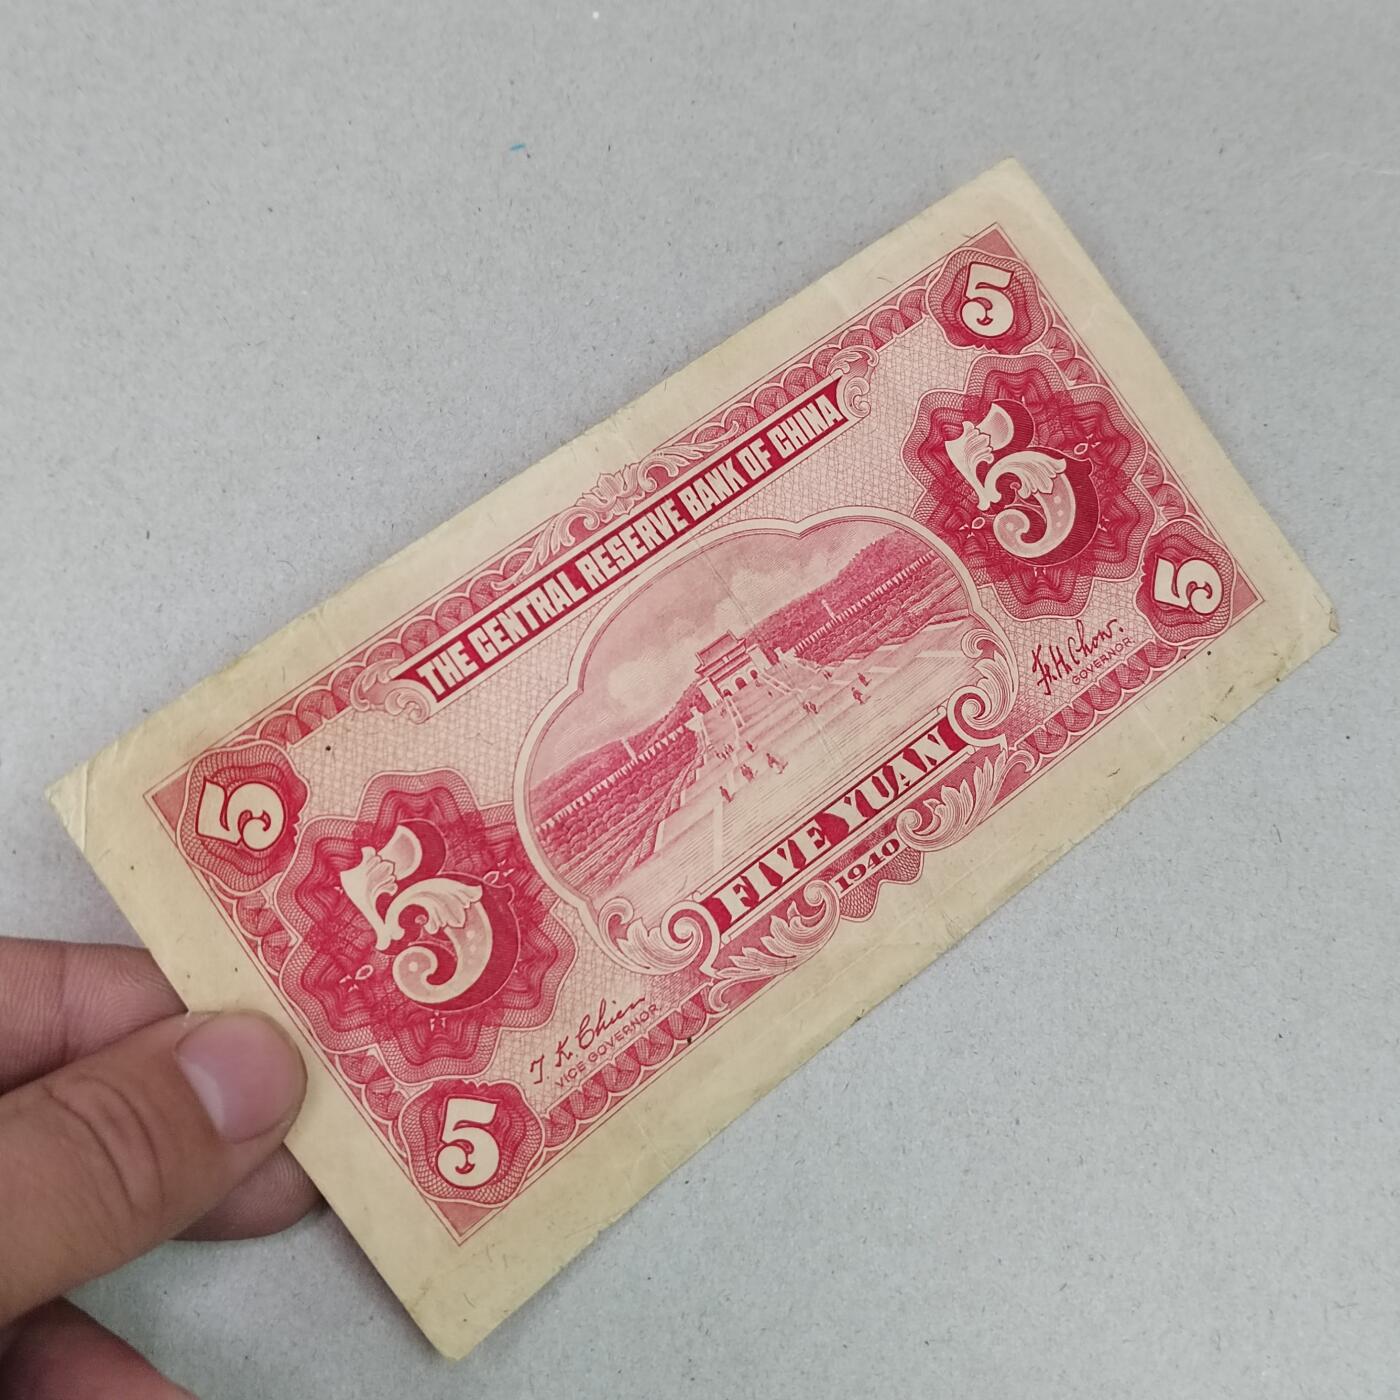 5
THE CENTRAL RESERVE BANK OF CHINA
5
5
5
FIVE YUAN
1940
5
5
T. K. Chien
VICE GOVERNOR
F. H. Chow.
GOVERNOR